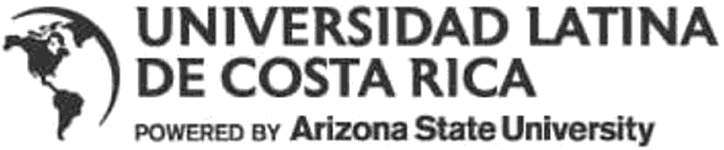 UNIVERSIDAD LATINA
DE COSTA RICA
POWERED BY Arizona State University